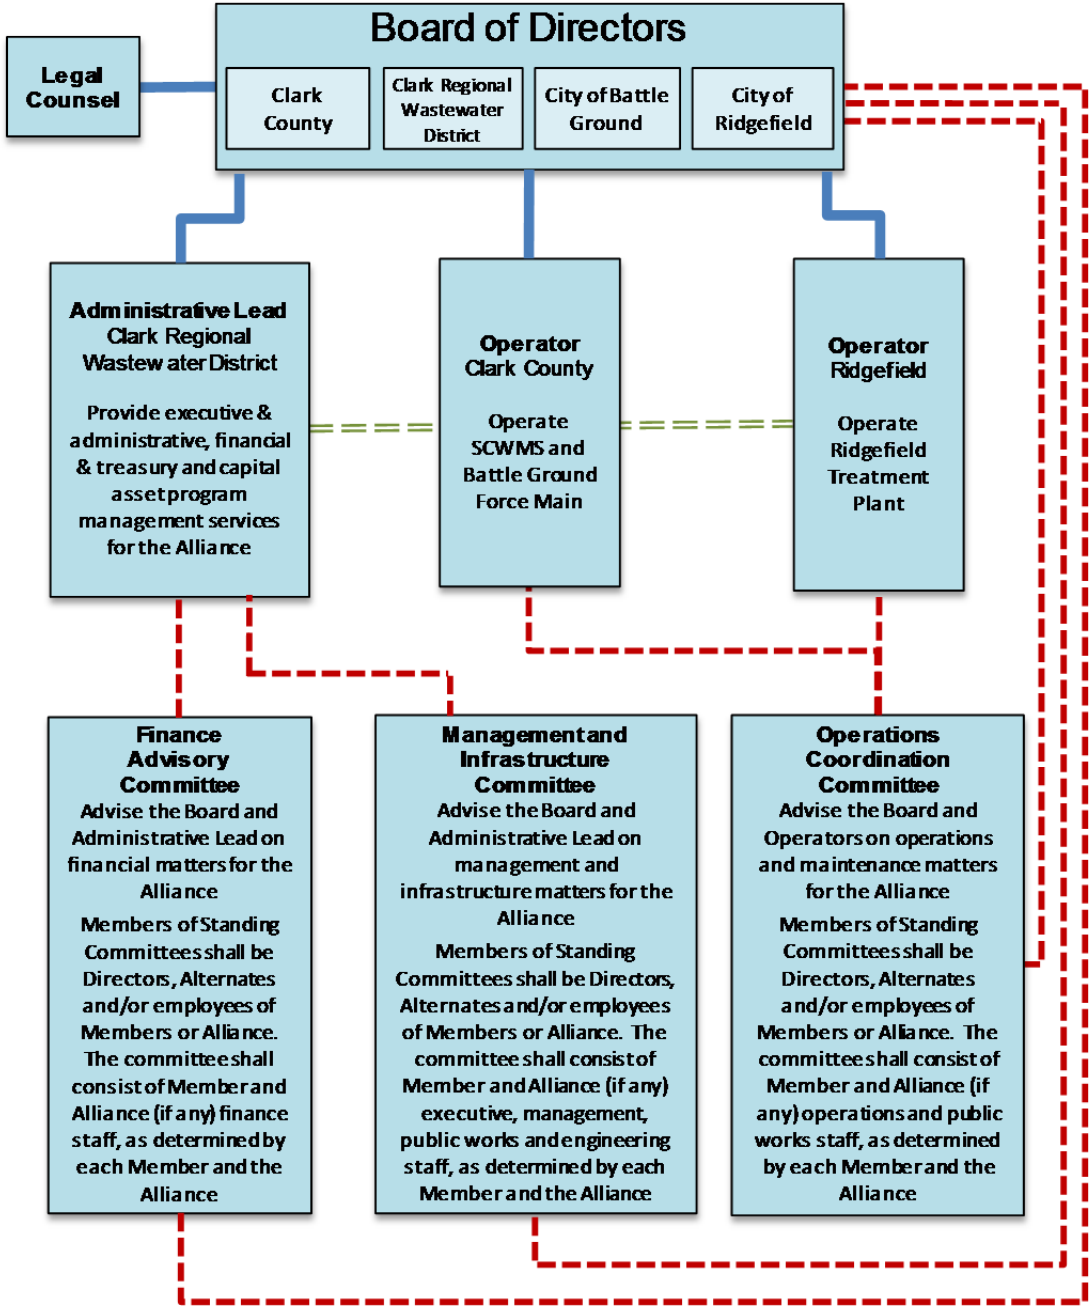 Board of Directors
Legal
Counsel
Clark
County
Clark Regional
Wastewater
District
City of Battle
Ground
City of
Ridgefield
Administrative Lead
Clark Regional
Wastewater District
Provide executive &
administrative, financial
& treasury and capital
asset program
management services
for the Alliance
Operator
Clark County
Operate
SCWMS and
Battle Ground
Force Main
Operator
Ridgefield
Operate
Ridgefield
Treatment
Plant
Finance
Advisory
Committee
Advise the Board and
Administrative Lead on
financial matters for the
Alliance
Members of Standing
Committees shall be
Directors, Alternates
and/or employees of
Members or Alliance.
The committee shall
consist of Member and
Alliance (if any) finance
staff, as determined by
each Member and the
Alliance
Management and
Infrastructure
Committee
Advise the Board and
Administrative Lead on
management and
infrastructure matters for the
Alliance
Members of Standing
Committees shall be Directors,
Alternates and/or employees
of Members or Alliance. The
committee shall consist of
Member and Alliance (if any)
executive, management,
public works and engineering
staff, as determined by each
Member and the Alliance
Operations
Coordination
Committee
Advise the Board and
Operators on operations
and maintenance matters
for the Alliance
Members of Standing
Committees shall be
Directors, Alternates
and/or employees of
Members or Alliance. The
committee shall consist of
Member and Alliance (if
any) operations and public
works staff, as determined
by each Member and the
Alliance